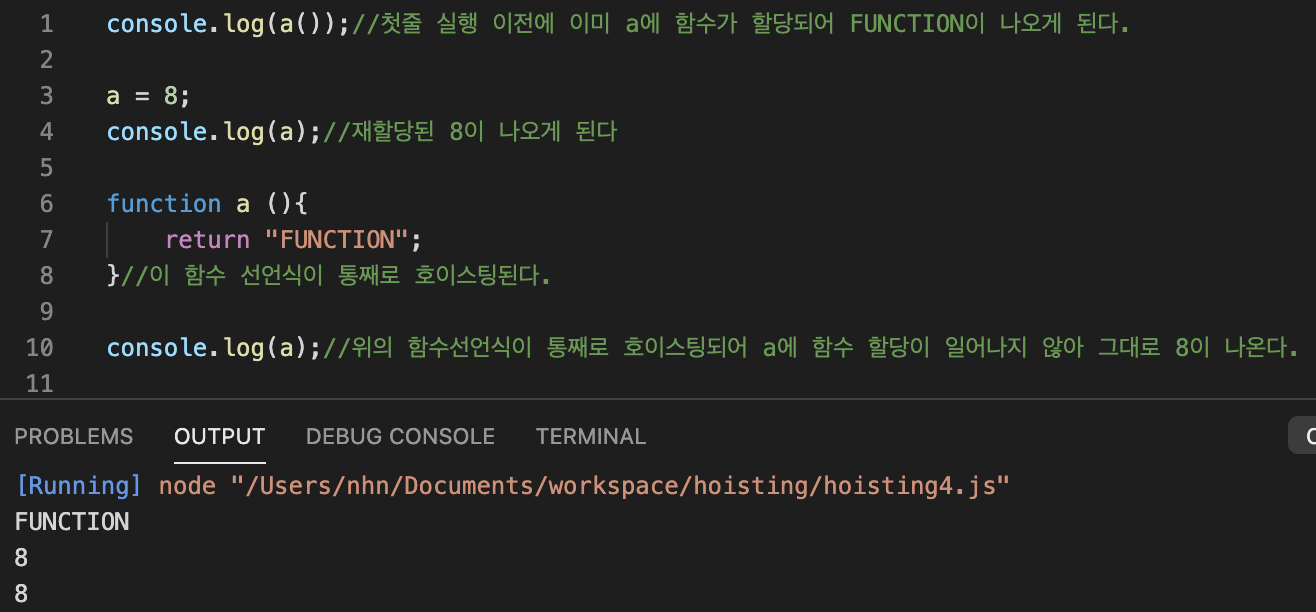 1 console.log(a());//첫줄 실행 이전에 이미 a에 함수가 할당되어 FUNCTION이 나오게 된다.
2
3 a = 8;
4 console.log(a);//재할당된 8이 나오게 된다
5
6 function a (){
7     return "FUNCTION";
8 }//이 함수 선언식이 통째로 호이스팅된다.
9
10 console.log(a);//위의 함수선언식이 통째로 호이스팅되어 a에 함수 할당이 일어나지 않아 그대로 8이 나온다.
11
PROBLEMS OUTPUT DEBUG CONSOLE TERMINAL
[Running] node "/Users/nhn/Documents/workspace/hoisting/hoisting4.js"
FUNCTION
8
8